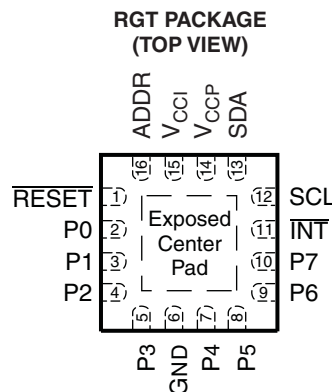 RGT PACKAGE
(TOP VIEW)
ADDR
VCCI
VCCP
SDA
16
15
14
13
RESET
1
12
SCL
P0
2
Exposed
Center
Pad
11
INT
P1
3
10
P7
P2
4
9
P6
5
6
7
8
P3
GND
P4
P5